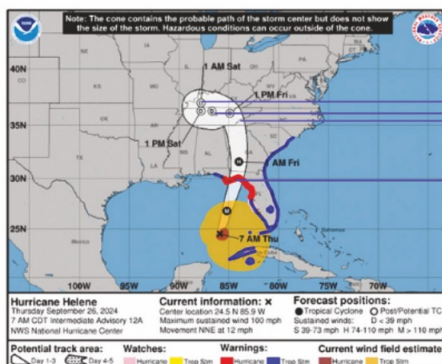 Note: The cone contains the probable path of the storm center but does not show
the size of the storm. Hazardous conditions can occur outside of the cone.
40N
1 AM Sat
1 PM Fri
35N
1 PM Sat
AM Fri
30N
25N
7 AM Thu
Mexico
Bahamas
Cuba
100W 95W 90W 85W 80W 75W 70W
Hurricane Helene
Thursday September 26, 2024
7 AM CDT Intermediate Advisory 12A
NWS National Hurricane Center
Current information: x
Center location 24.5 N 85.9 W
Maximum sustained wind 100 mph
Movement NNE at 12 mph
Forecast positions:
Tropical Cyclone Post/Potential TC
Sustained winds: D < 39 mph
S 39-73 mph H 74-110 mph M > 110 mph
Potential track area:
Day 1-3 Day 4-5
Watches:
Hurricane Trop Stm
Warnings:
Hurricane Trop Stm
Current wind field estimate
Hurricane Trop Stm